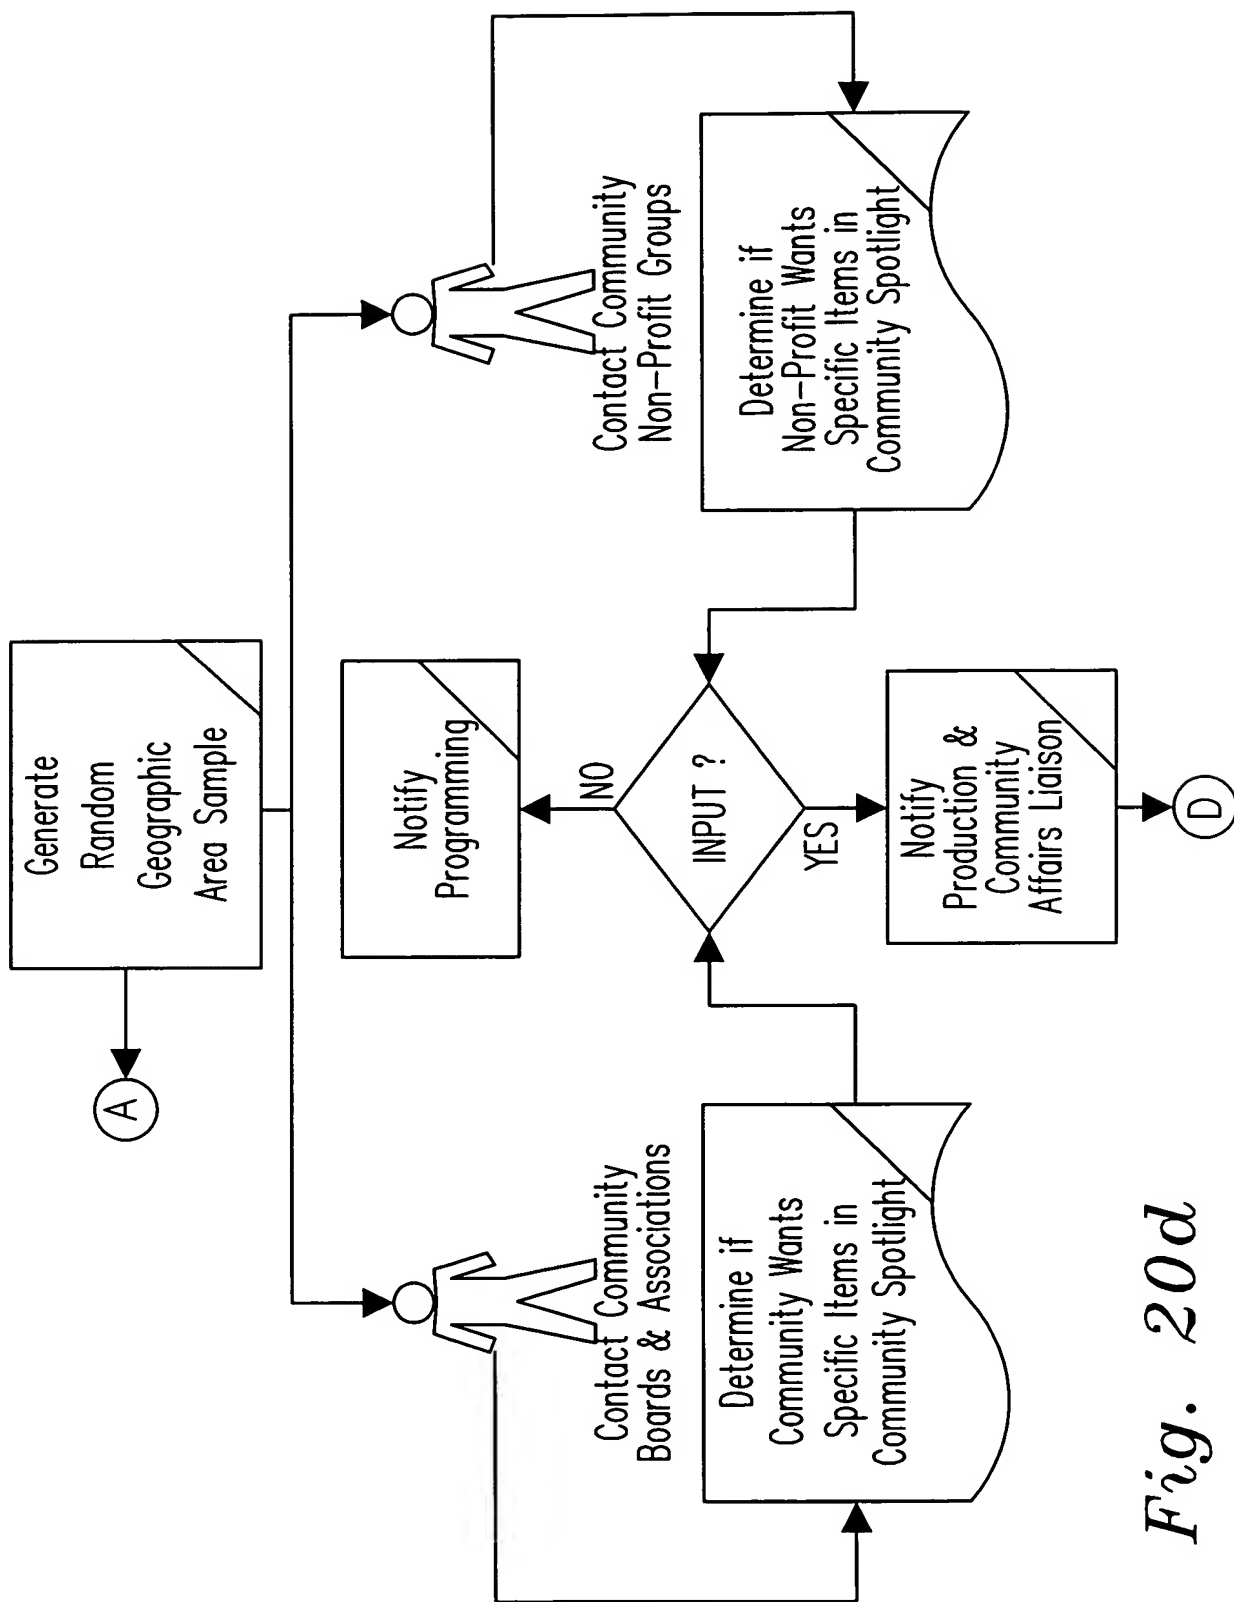 Generate
Random
Geographic
Area Sample
A
Contact Community
Boards & Associations
Contact Community
Non-Profit Groups
Notify
Programming
NO
Determine if
Community Wants
Specific Items in
Community Spotlight
INPUT ?
Determine if
Non-Profit Wants
Specific Items in
Community Spotlight
YES
Notify
Production &
Community
Affairs Liaison
D
Fig. 20d